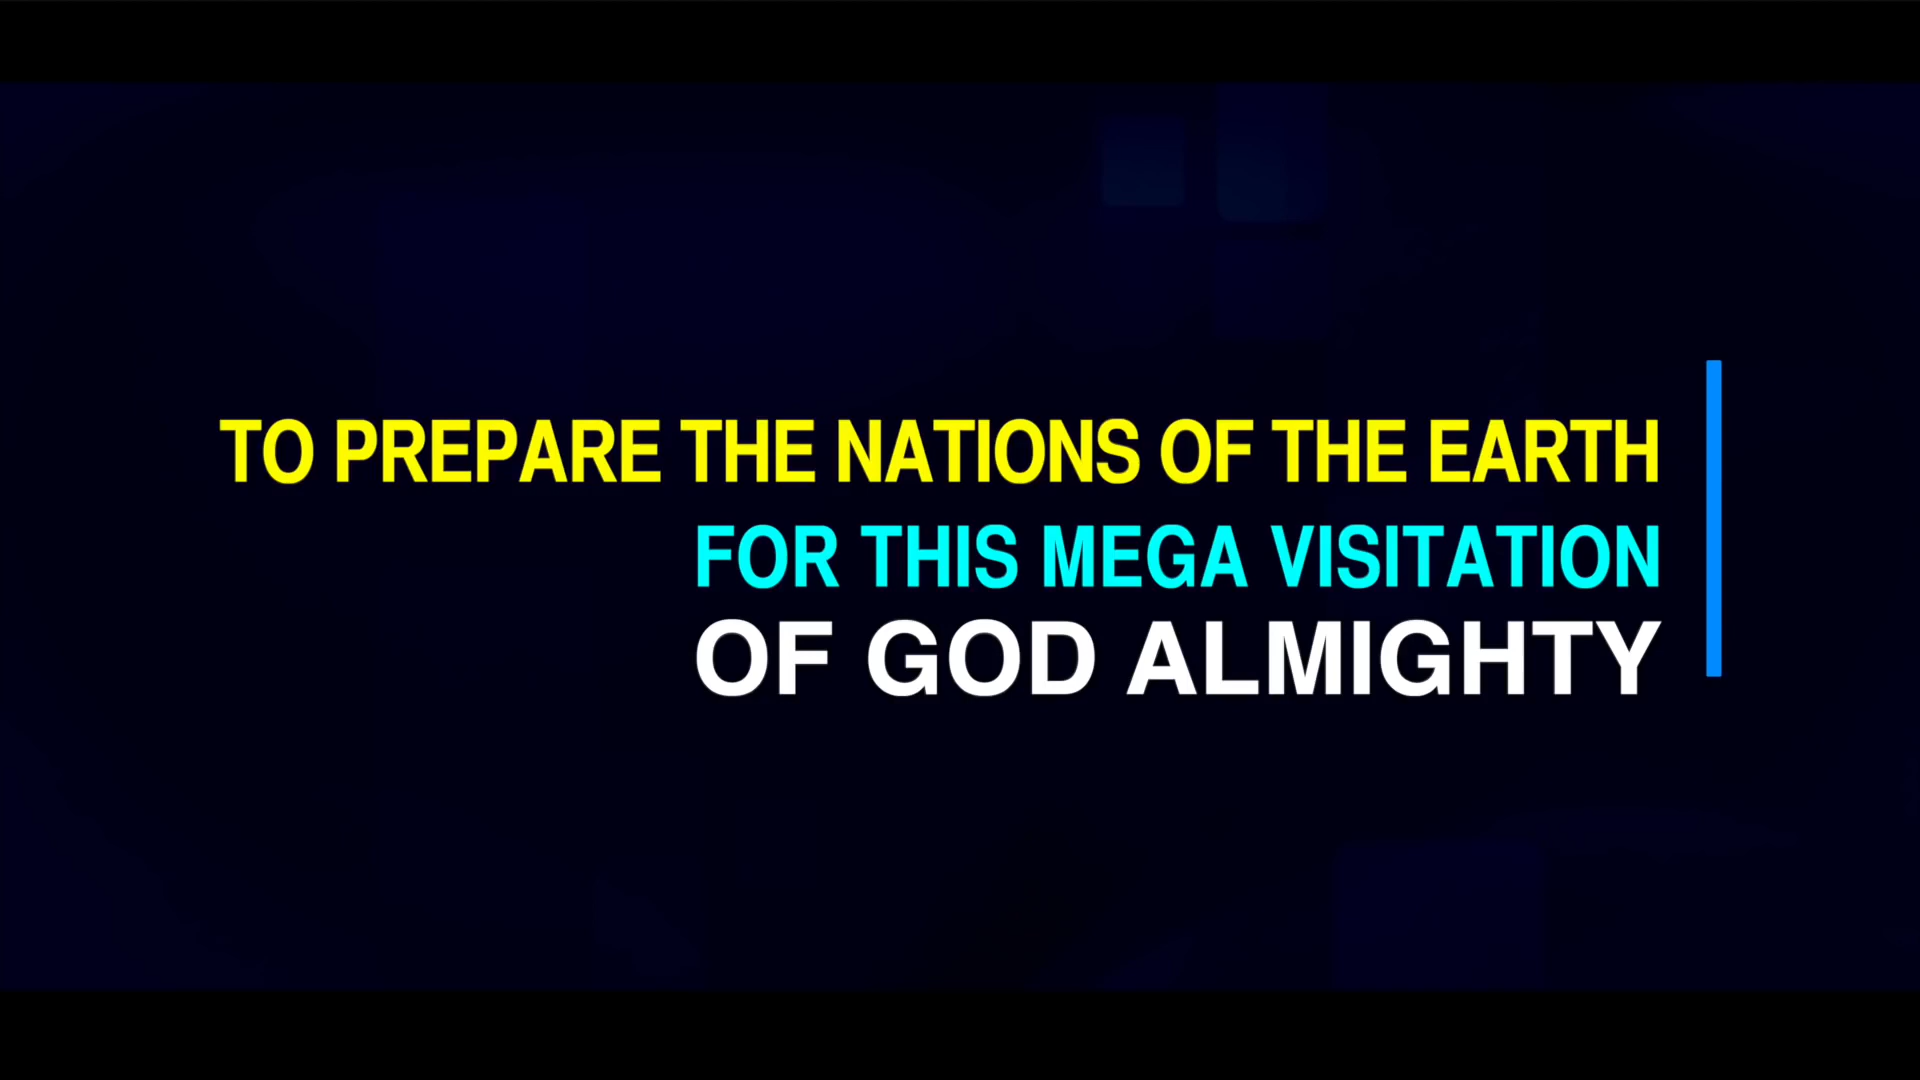 TO PREPARE THE NATIONS OF THE EARTH
FOR THIS MEGA VISITATION
OF GOD ALMIGHTY